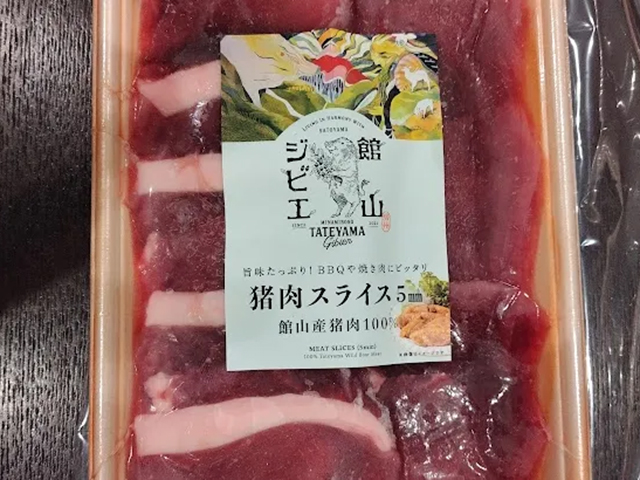 LIVING IN HARMONY WITH
TATEYAMA
館山
ジビエ
SINCE
MINAMIBOSO
TATEYAMA
Gibier
旨味たっぷり!BBQや焼き肉にピッタリ
猪肉スライス5mm
館山産猪肉100%
MEAT SLICES (5mm)
100% Tateyama Wild Boar Meat